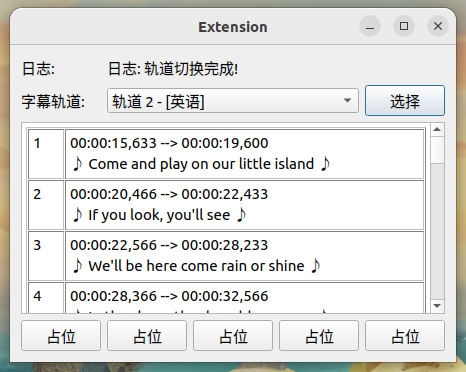 Extension
日志: 日志: 轨道切换完成!
字幕轨道: 轨道 2 - [英语] 选择
1 00:00:15,633 --> 00:00:19,600
♪ Come and play on our little island ♪
2 00:00:20,466 --> 00:00:22,433
♪ If you look, you'll see ♪
3 00:00:22,566 --> 00:00:28,233
♪ We'll be here come rain or shine ♪
4 00:00:28,366 --> 00:00:32,566
占位 占位 占位 占位 占位